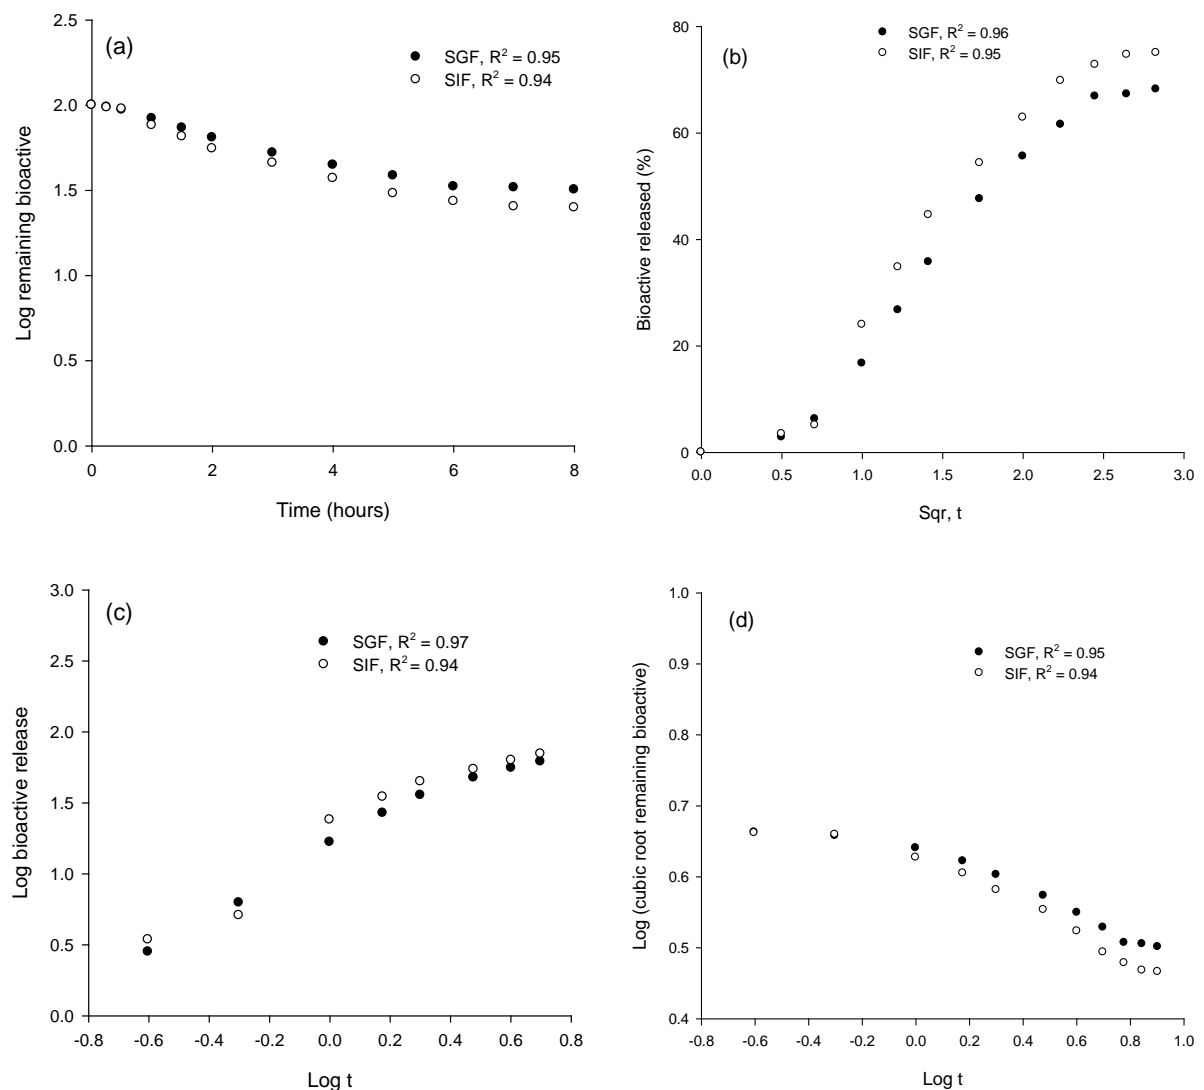 (a)
SGF, R² = 0.95
SIF, R² = 0.94
2.5
2.0
1.5
1.0
0.5
0.0
Log remaining bioactive
0 2 4 6 8
Time (hours)
(b)
SGF, R² = 0.96
SIF, R² = 0.95
80
60
40
20
0
Bioactive released (%)
0.0 0.5 1.0 1.5 2.0 2.5 3.0
Sqr, t
(c)
SGF, R² = 0.97
SIF, R² = 0.94
3.0
2.5
2.0
1.5
1.0
0.5
0.0
Log bioactive release
-0.8 -0.6 -0.4 -0.2 0.0 0.2 0.4 0.6 0.8
Log t
(d)
SGF, R² = 0.95
SIF, R² = 0.94
1.0
0.9
0.8
0.7
0.6
0.5
0.4
Log (cubic root remaining bioactive)
-0.8 -0.6 -0.4 -0.2 0.0 0.2 0.4 0.6 0.8 1.0
Log t